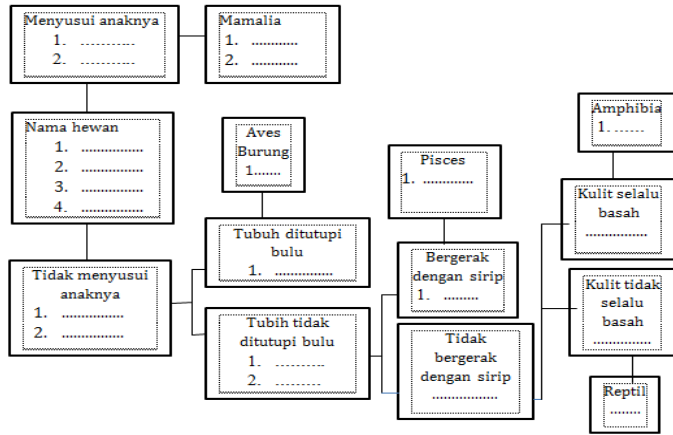 Menyusui anaknya
1. ...........
2. ...........
Mamalia
1. ............
2. ............
Nama hewan
1. ................
2. ................
3. ................
4. ................
Aves
Burung
1.......
Pisces
1. .............
Amphibia
1. ......
Tidak menyusui
anaknya
1. ................
2. ................
Tubuh ditutupi
bulu
1. ...............
Tubih tidak
ditutupi bulu
1. ..........
2. ..........
Bergerak
dengan sirip
1. .........
Tidak
bergerak
dengan sirip
.................
Kulit selalu
basah
................
Kulit tidak
selalu
basah
...............
Reptil
........